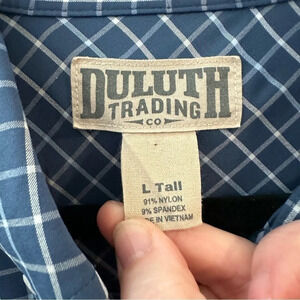 DULUTH
TRADING
CO
L Tall
91% NYLON
9% SPANDEX
E IN VIETNAM